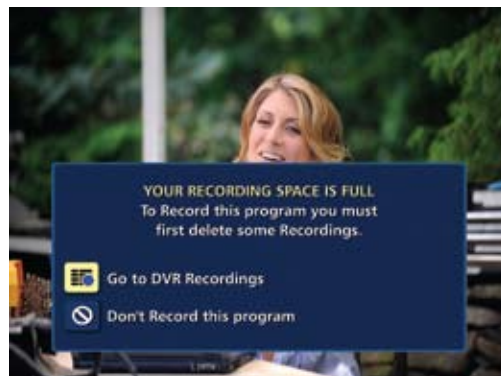 YOUR RECORDING SPACE IS FULL
To Record this program you must
first delete some Recordings.
Go to DVR Recordings
Don't Record this program